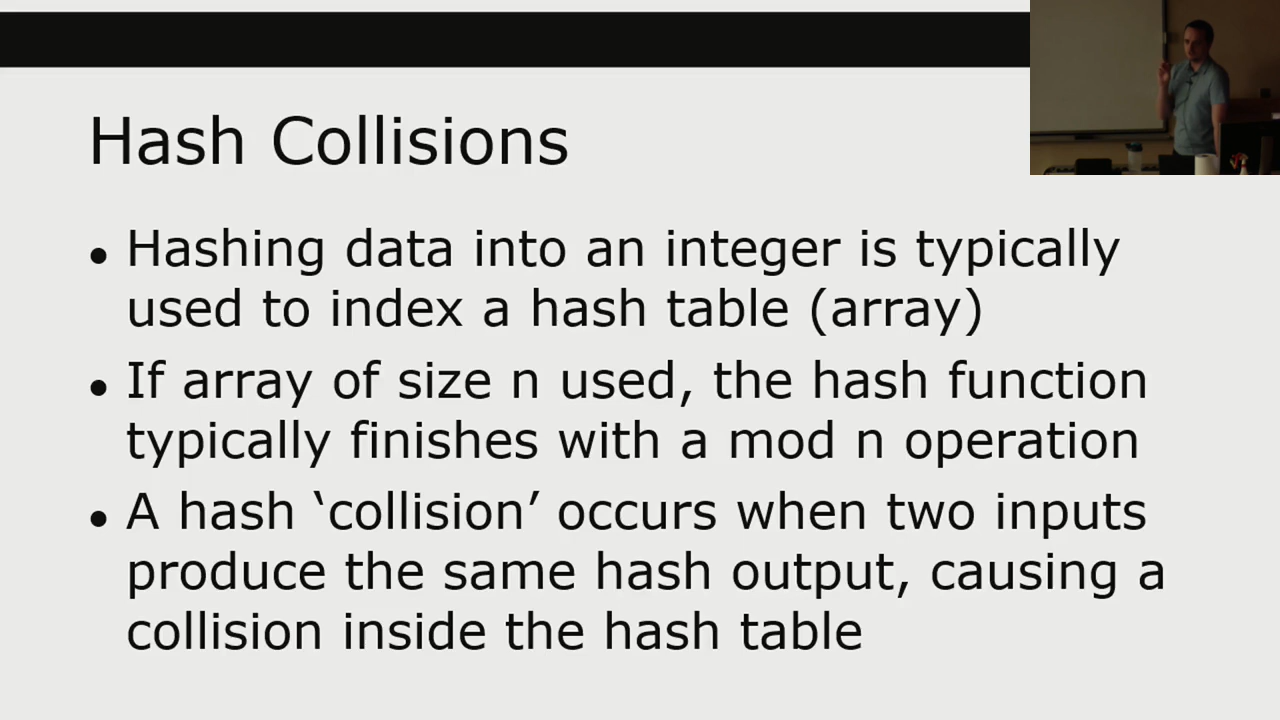 Hash Collisions
• Hashing data into an integer is typically
used to index a hash table (array)
• If array of size n used, the hash function
typically finishes with a mod n operation
• A hash ‘collision’ occurs when two inputs
produce the same hash output, causing a
collision inside the hash table